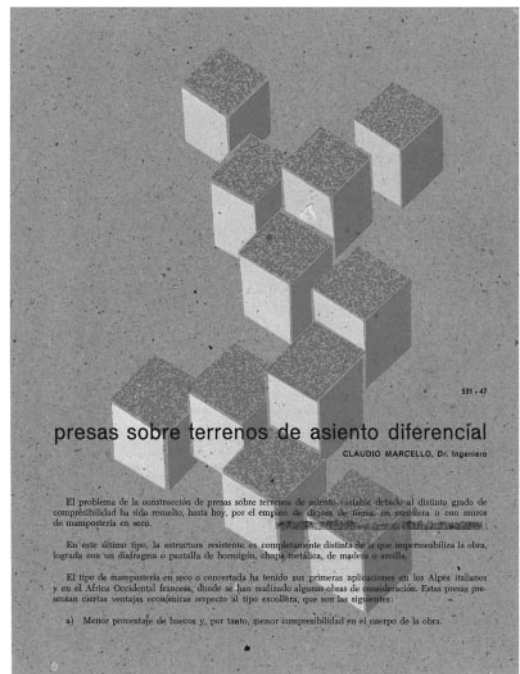 531 - 47
presas sobre terrenos de asiento diferencial
CLAUDIO MARCELLO, Dr. Ingeniero
El problema de la construcción de presas sobre terrenos de asiento variable debido al distinto grado de
compresibilidad ha sido resuelto, hasta hoy, por el empleo de diques de tierra, en escollera o con muros
de mampostería en seco.
En este último tipo, la estructura resistente es completamente distinta de la que impermeabiliza la obra,
lograda con un diafragma o pantalla de hormigón, chapa metálica, de madera o arcilla.
El tipo de mampostería en seco o concertada ha tenido sus primeras aplicaciones en los Alpes italianos
y en el Africa Occidental francesa, donde se han realizado algunas obras de consideración. Estas presas pre-
sentan ciertas ventajas económicas respecto al tipo escollera, que son las siguientes:
a) Menor porcentaje de huecos y, por tanto, menor compresibilidad en el cuerpo de la obra.